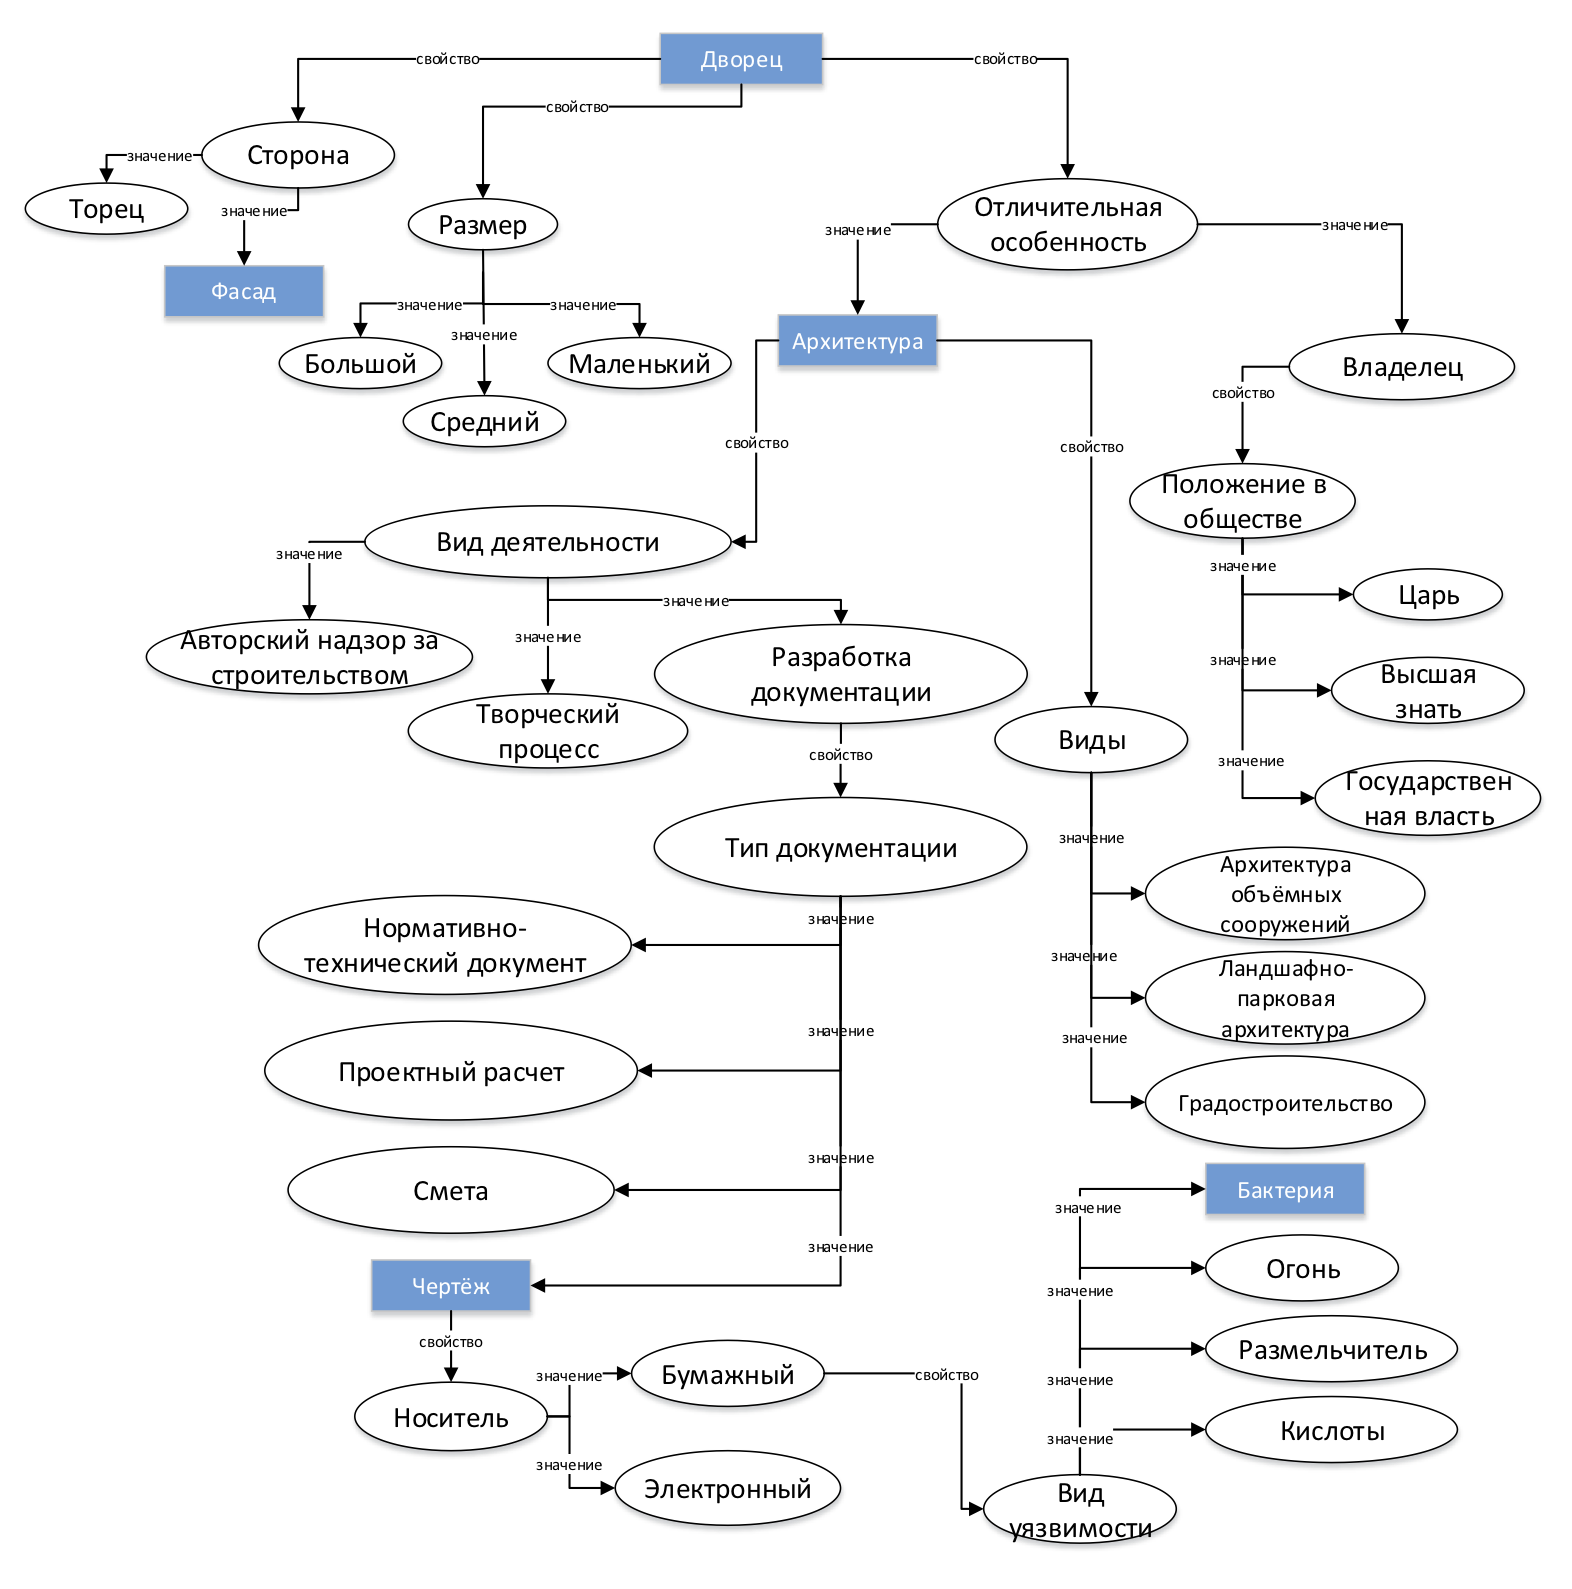 Дворец
свойство
свойство
свойство
Сторона
значение
Торец
значение
Фасад
Размер
значение
значение
значение
Большой
Маленький
Средний
Отличительная
особенность
значение
значение
Архитектура
Владелец
свойство
свойство
свойство
Положение в
обществе
значение
Царь
значение
Высшая
знать
значение
Государствен
ная власть
Вид деятельности
значение
значение
значение
Авторский надзор за
строительством
Творческий
процесс
Разработка
документации
свойство
Тип документации
Виды
значение
Архитектура
объёмных
сооружений
значение
Ландшафно-
парковая
архитектура
значение
Градостроительство
значение
Нормативно-
технический документ
значение
Проектный расчет
значение
Смета
значение
Чертёж
свойство
Носитель
значение
Бумажный
значение
Электронный
свойство
Вид
уязвимости
значение
Бактерия
значение
Огонь
значение
Размельчитель
значение
Кислоты